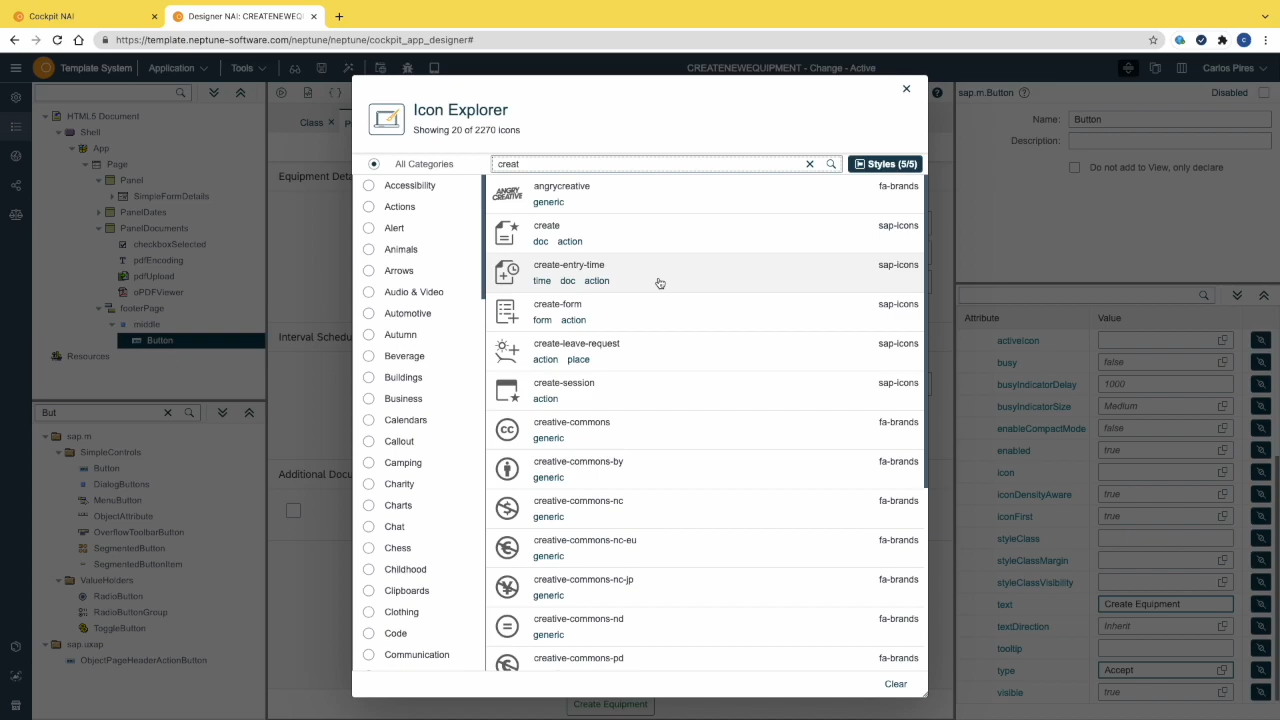 Cockpit NAI
Designer NAI: CREATENEWEQ
https://template.neptune-software.com/neptune/neptune/cockpit_app_designer#
C
Template System
Application
Tools
CREATENEWEQUIPMENT - Change - Active
Carlos Pires
HTML5 Document
Shell
App
Page
Panel
SimpleFormDetails
PanelDates
PanelDocuments
checkboxSelected
pdfEncoding
pdfUpload
oPDFViewer
footerPage
middle
Button
Resources
But
sap.m
SimpleControls
Button
DialogButtons
MenuButton
ObjectAttribute
OverflowToolbarButton
SegmentedButton
SegmentedButtonItem
ValueHolders
RadioButton
RadioButtonGroup
ToggleButton
sap.uxap
ObjectPageHeaderActionButton
Class
P
Equipment Deta
Interval Schedu
Additional Docu
Create Equipment
Icon Explorer
Showing 20 of 2270 icons
All Categories
creat
Styles (5/5)
Accessibility
Actions
Alert
Animals
Arrows
Audio & Video
Automotive
Autumn
Beverage
Buildings
Business
Calendars
Callout
Camping
Charity
Charts
Chat
Chess
Childhood
Clipboards
Clothing
Code
Communication
ANGRY CREATIVE
angrycreative
fa-brands
generic
create
sap-icons
doc action
create-entry-time
sap-icons
time doc action
create-form
sap-icons
form action
create-leave-request
sap-icons
action place
create-session
sap-icons
action
creative-commons
fa-brands
generic
creative-commons-by
fa-brands
generic
creative-commons-nc
fa-brands
generic
creative-commons-nc-eu
fa-brands
generic
creative-commons-nc-jp
fa-brands
generic
creative-commons-nd
fa-brands
generic
creative-commons-pd
fa-brands
Clear
sap.m.Button
Disabled
Name: Button
Description:
Do not add to View, only declare
Attribute Value
activeIcon
busy false
busyIndicatorDelay 1000
busyIndicatorSize Medium
enableCompactMode false
enabled true
icon
iconDensityAware true
iconFirst true
styleClass
styleClassMargin
styleClassVisibility
text Create Equipment
textDirection Inherit
tooltip
type Accept
visible true